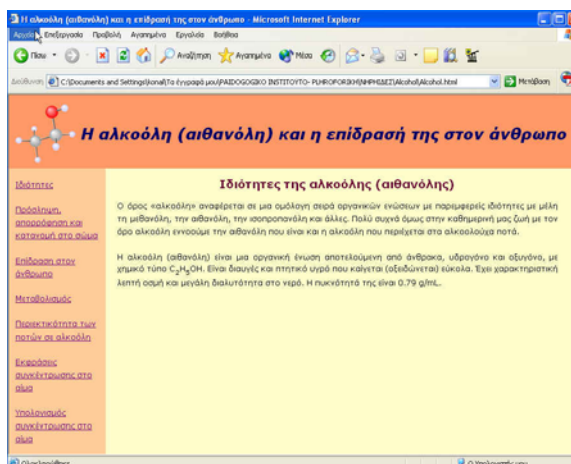 Η αλκοόλη (αιθανόλη) και η επίδραση της στον άνθρωπο - Microsoft Internet Explorer
Αρχείο Επεξεργασία Προβολή Αγαπημένα Εργαλεία Βοήθεια
Πίσω Αναζήτηση Αγαπημένα Μέσα
Διεύθυνση Μετάβαση
Η αλκοόλη (αιθανόλη) και η επίδρασή της στον άνθρωπο
Ιδιότητες
Πρόσληψη,
απορρόφηση και
κατανομή στο σώμα
Επίδραση στον
άνθρωπο
Μεταβολισμός
Περιεκτικότητα των
ποτών σε αλκοόλη
Εκφράσεις
συγκέντρωσης στο
αίμα
Υπολογισμός
συγκέντρωσης στο
αίμα
Ιδιότητες της αλκοόλης (αιθανόλης)
Ο όρος «αλκοόλη» αναφέρεται σε μια ομόλογη σειρά οργανικών ενώσεων με παρεμφερείς ιδιότητες με μέλη
τη μεθανόλη, την αιθανόλη, την ισοπροπανόλη και άλλες. Πολύ συχνά όμως στην καθημερινή μας ζωή με τον
όρο αλκοόλη εννοούμε την αιθανόλη που είναι και η αλκοόλη που περιέχεται στα αλκοολούχα ποτά.
Η αλκοόλη (αιθανόλη) είναι μια οργανική ένωση αποτελούμενη από άνθρακα, υδρογόνο και οξυγόνο, με
χημικό τύπο C₂H₅OH. Είναι διαυγές και πτητικό υγρό που καίγεται (οξειδώνεται) εύκολα. Έχει χαρακτηριστική
λεπτή οσμή και μεγάλη διαλυτότητα στο νερό. Η πυκνότητά της είναι 0.79 g/mL.
Ολοκληρώθηκε Ο Υπολογιστής μου